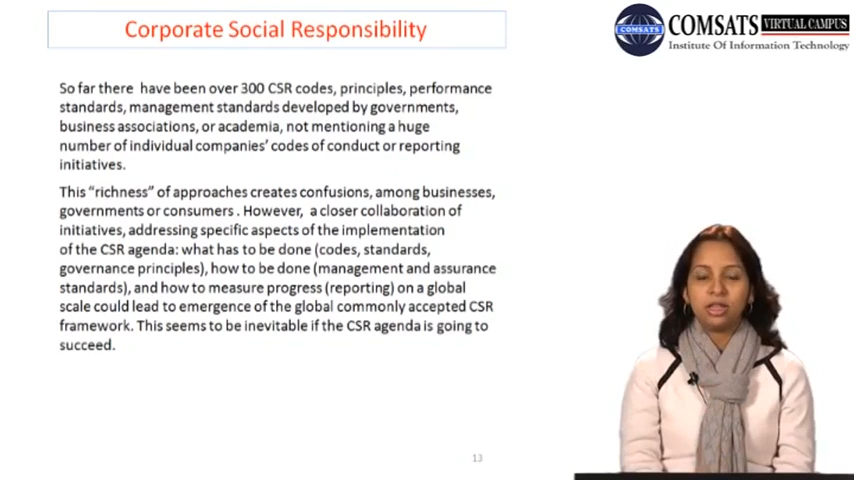 Corporate Social Responsibility
COMSATS
COMSATS VIRTUAL CAMPUS
Institute Of Information Technology
So far there have been over 300 CSR codes, principles, performance
standards, management standards developed by governments,
business associations, or academia, not mentioning a huge
number of individual companies' codes of conduct or reporting
initiatives.
This “richness” of approaches creates confusions, among businesses,
governments or consumers . However, a closer collaboration of
initiatives, addressing specific aspects of the implementation
of the CSR agenda: what has to be done (codes, standards,
governance principles), how to be done (management and assurance
standards), and how to measure progress (reporting) on a global
scale could lead to emergence of the global commonly accepted CSR
framework. This seems to be inevitable if the CSR agenda is going to
succeed.
13